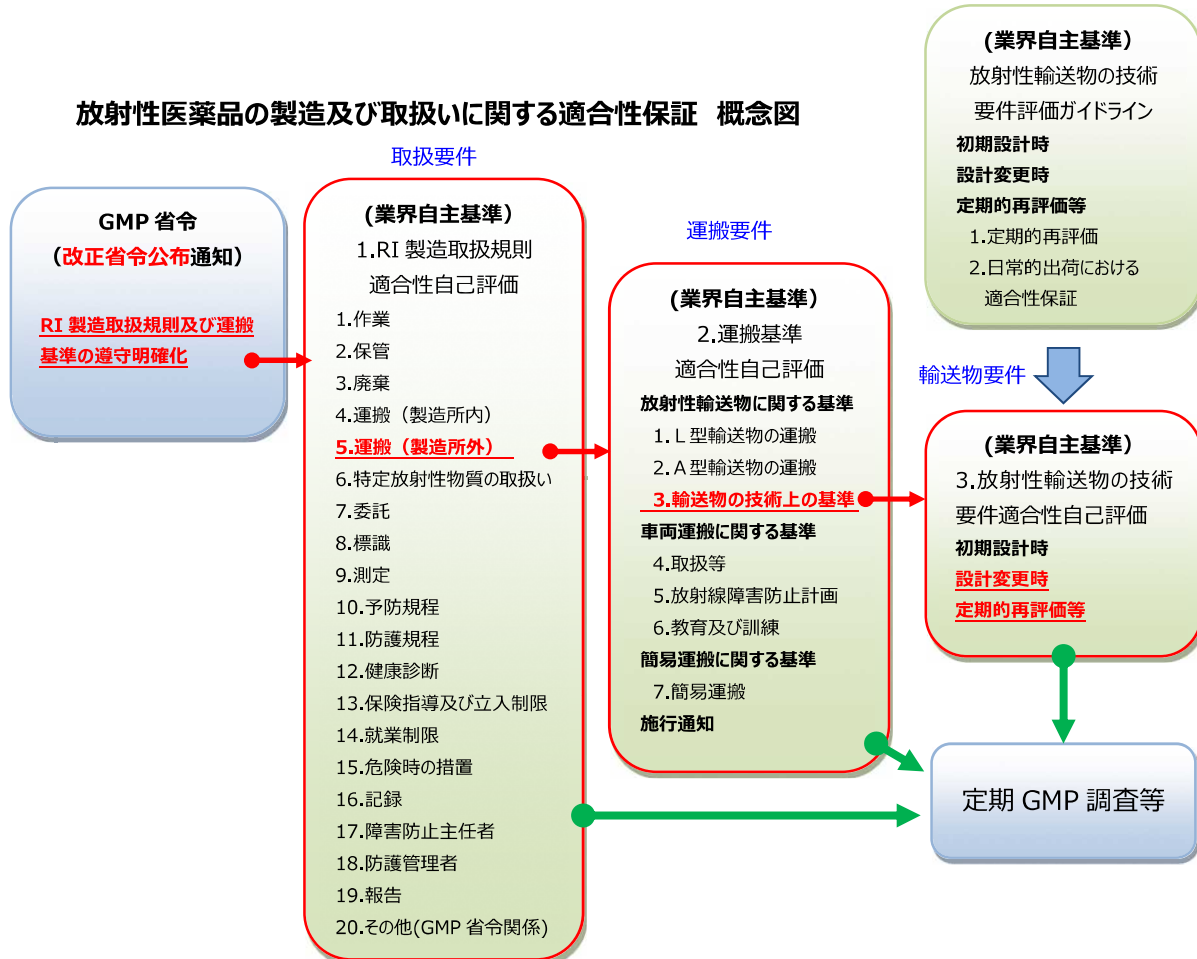 放射性医薬品の製造及び取扱いに関する適合性保証 概念図
GMP 省令
（改正省令公布通知）
RI 製造取扱規則及び運搬
基準の遵守明確化
取扱要件
(業界自主基準）
1.RI 製造取扱規則
適合性自己評価
1.作業
2.保管
3.廃棄
4.運搬（製造所内）
5.運搬（製造所外）
6.特定放射性物質の取扱い
7.委託
8.標識
9.測定
10.予防規程
11.防護規程
12.健康診断
13.保険指導及び立入制限
14.就業制限
15.危険時の措置
16.記録
17.障害防止主任者
18.防護管理者
19.報告
20.その他(GMP 省令関係)
運搬要件
(業界自主基準）
2.運搬基準
適合性自己評価
放射性輸送物に関する基準
1.Ｌ型輸送物の運搬
2.Ａ型輸送物の運搬
3.輸送物の技術上の基準
車両運搬に関する基準
4.取扱等
5.放射線障害防止計画
6.教育及び訓練
簡易運搬に関する基準
7.簡易運搬
施行通知
(業界自主基準）
放射性輸送物の技術
要件評価ガイドライン
初期設計時
設計変更時
定期的再評価等
1.定期的再評価
2.日常的出荷における
適合性保証
輸送物要件
(業界自主基準）
3.放射性輸送物の技術
要件適合性自己評価
初期設計時
設計変更時
定期的再評価等
定期 GMP 調査等